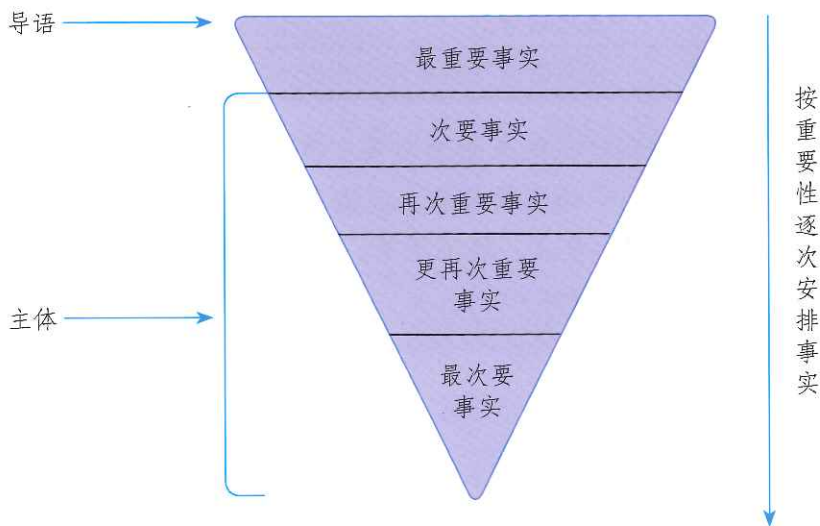 导语
最重要事实
次要事实
再次重要事实
更再次重要
事实
主体
最次要
事实
按重要性逐次安排事实